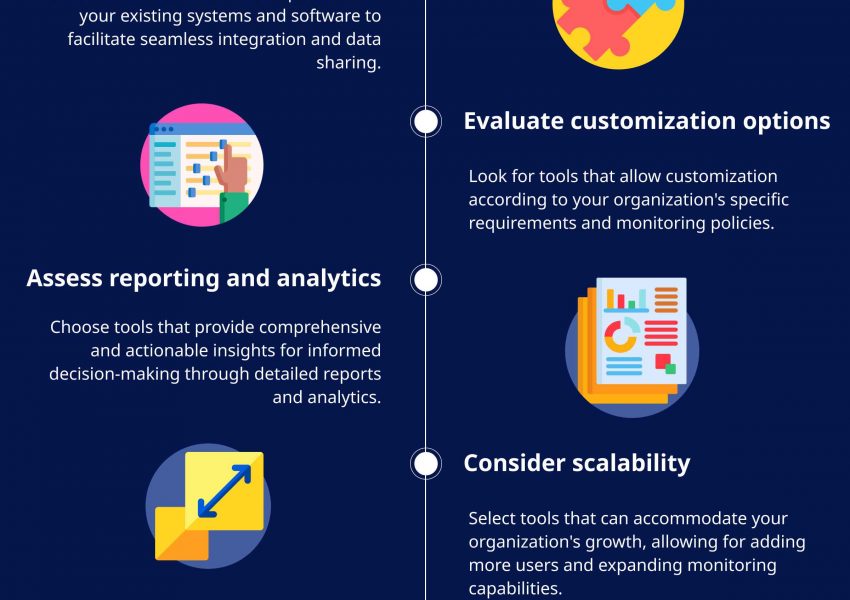 your existing systems and software to
facilitate seamless integration and data
sharing.
Evaluate customization options
Look for tools that allow customization
according to your organization's specific
requirements and monitoring policies.
Assess reporting and analytics
Choose tools that provide comprehensive
and actionable insights for informed
decision-making through detailed reports
and analytics.
Consider scalability
Select tools that can accommodate your
organization's growth, allowing for adding
more users and expanding monitoring
capabilities.